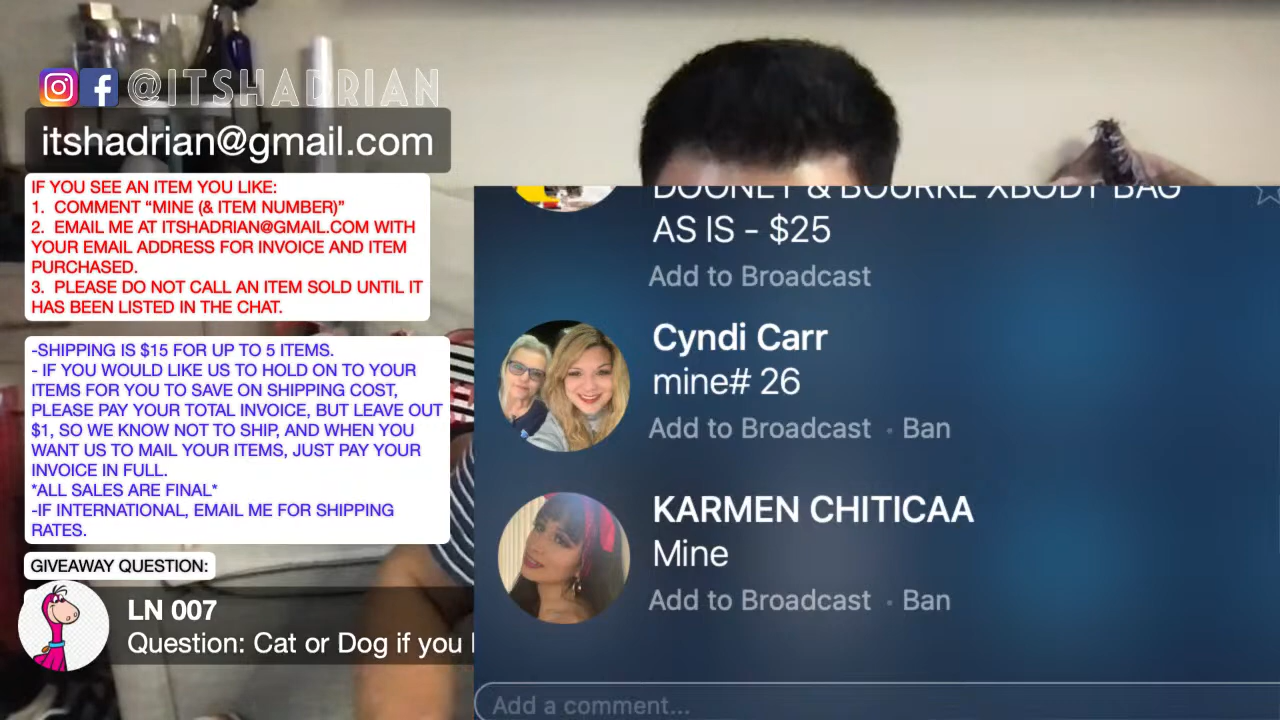 @ITSHADRIAN
itshadrian@gmail.com
IF YOU SEE AN ITEM YOU LIKE:
1. COMMENT “MINE (& ITEM NUMBER)”
2. EMAIL ME AT ITSHADRIAN@GMAIL.COM WITH
YOUR EMAIL ADDRESS FOR INVOICE AND ITEM
PURCHASED.
3. PLEASE DO NOT CALL AN ITEM SOLD UNTIL IT
HAS BEEN LISTED IN THE CHAT.
-SHIPPING IS $15 FOR UP TO 5 ITEMS.
- IF YOU WOULD LIKE US TO HOLD ON TO YOUR
ITEMS FOR YOU TO SAVE ON SHIPPING COST,
PLEASE PAY YOUR TOTAL INVOICE, BUT LEAVE OUT
$1, SO WE KNOW NOT TO SHIP, AND WHEN YOU
WANT US TO MAIL YOUR ITEMS, JUST PAY YOUR
INVOICE IN FULL.
*ALL SALES ARE FINAL*
-IF INTERNATIONAL, EMAIL ME FOR SHIPPING
RATES.
GIVEAWAY QUESTION:
LN 007
Question: Cat or Dog if you
DOONEY & BOURKE XBODY BAG
AS IS - $25
Add to Broadcast
Cyndi Carr
mine# 26
Add to Broadcast · Ban
KARMEN CHITICAA
Mine
Add to Broadcast · Ban
Add a comment...